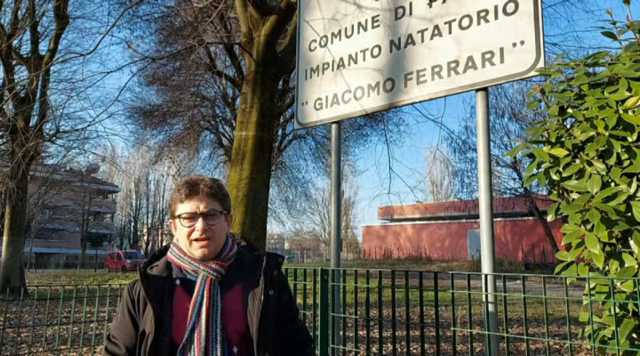 COMUNE DI
IMPIANTO NATATORIO
"GIACOMO FERRARI"